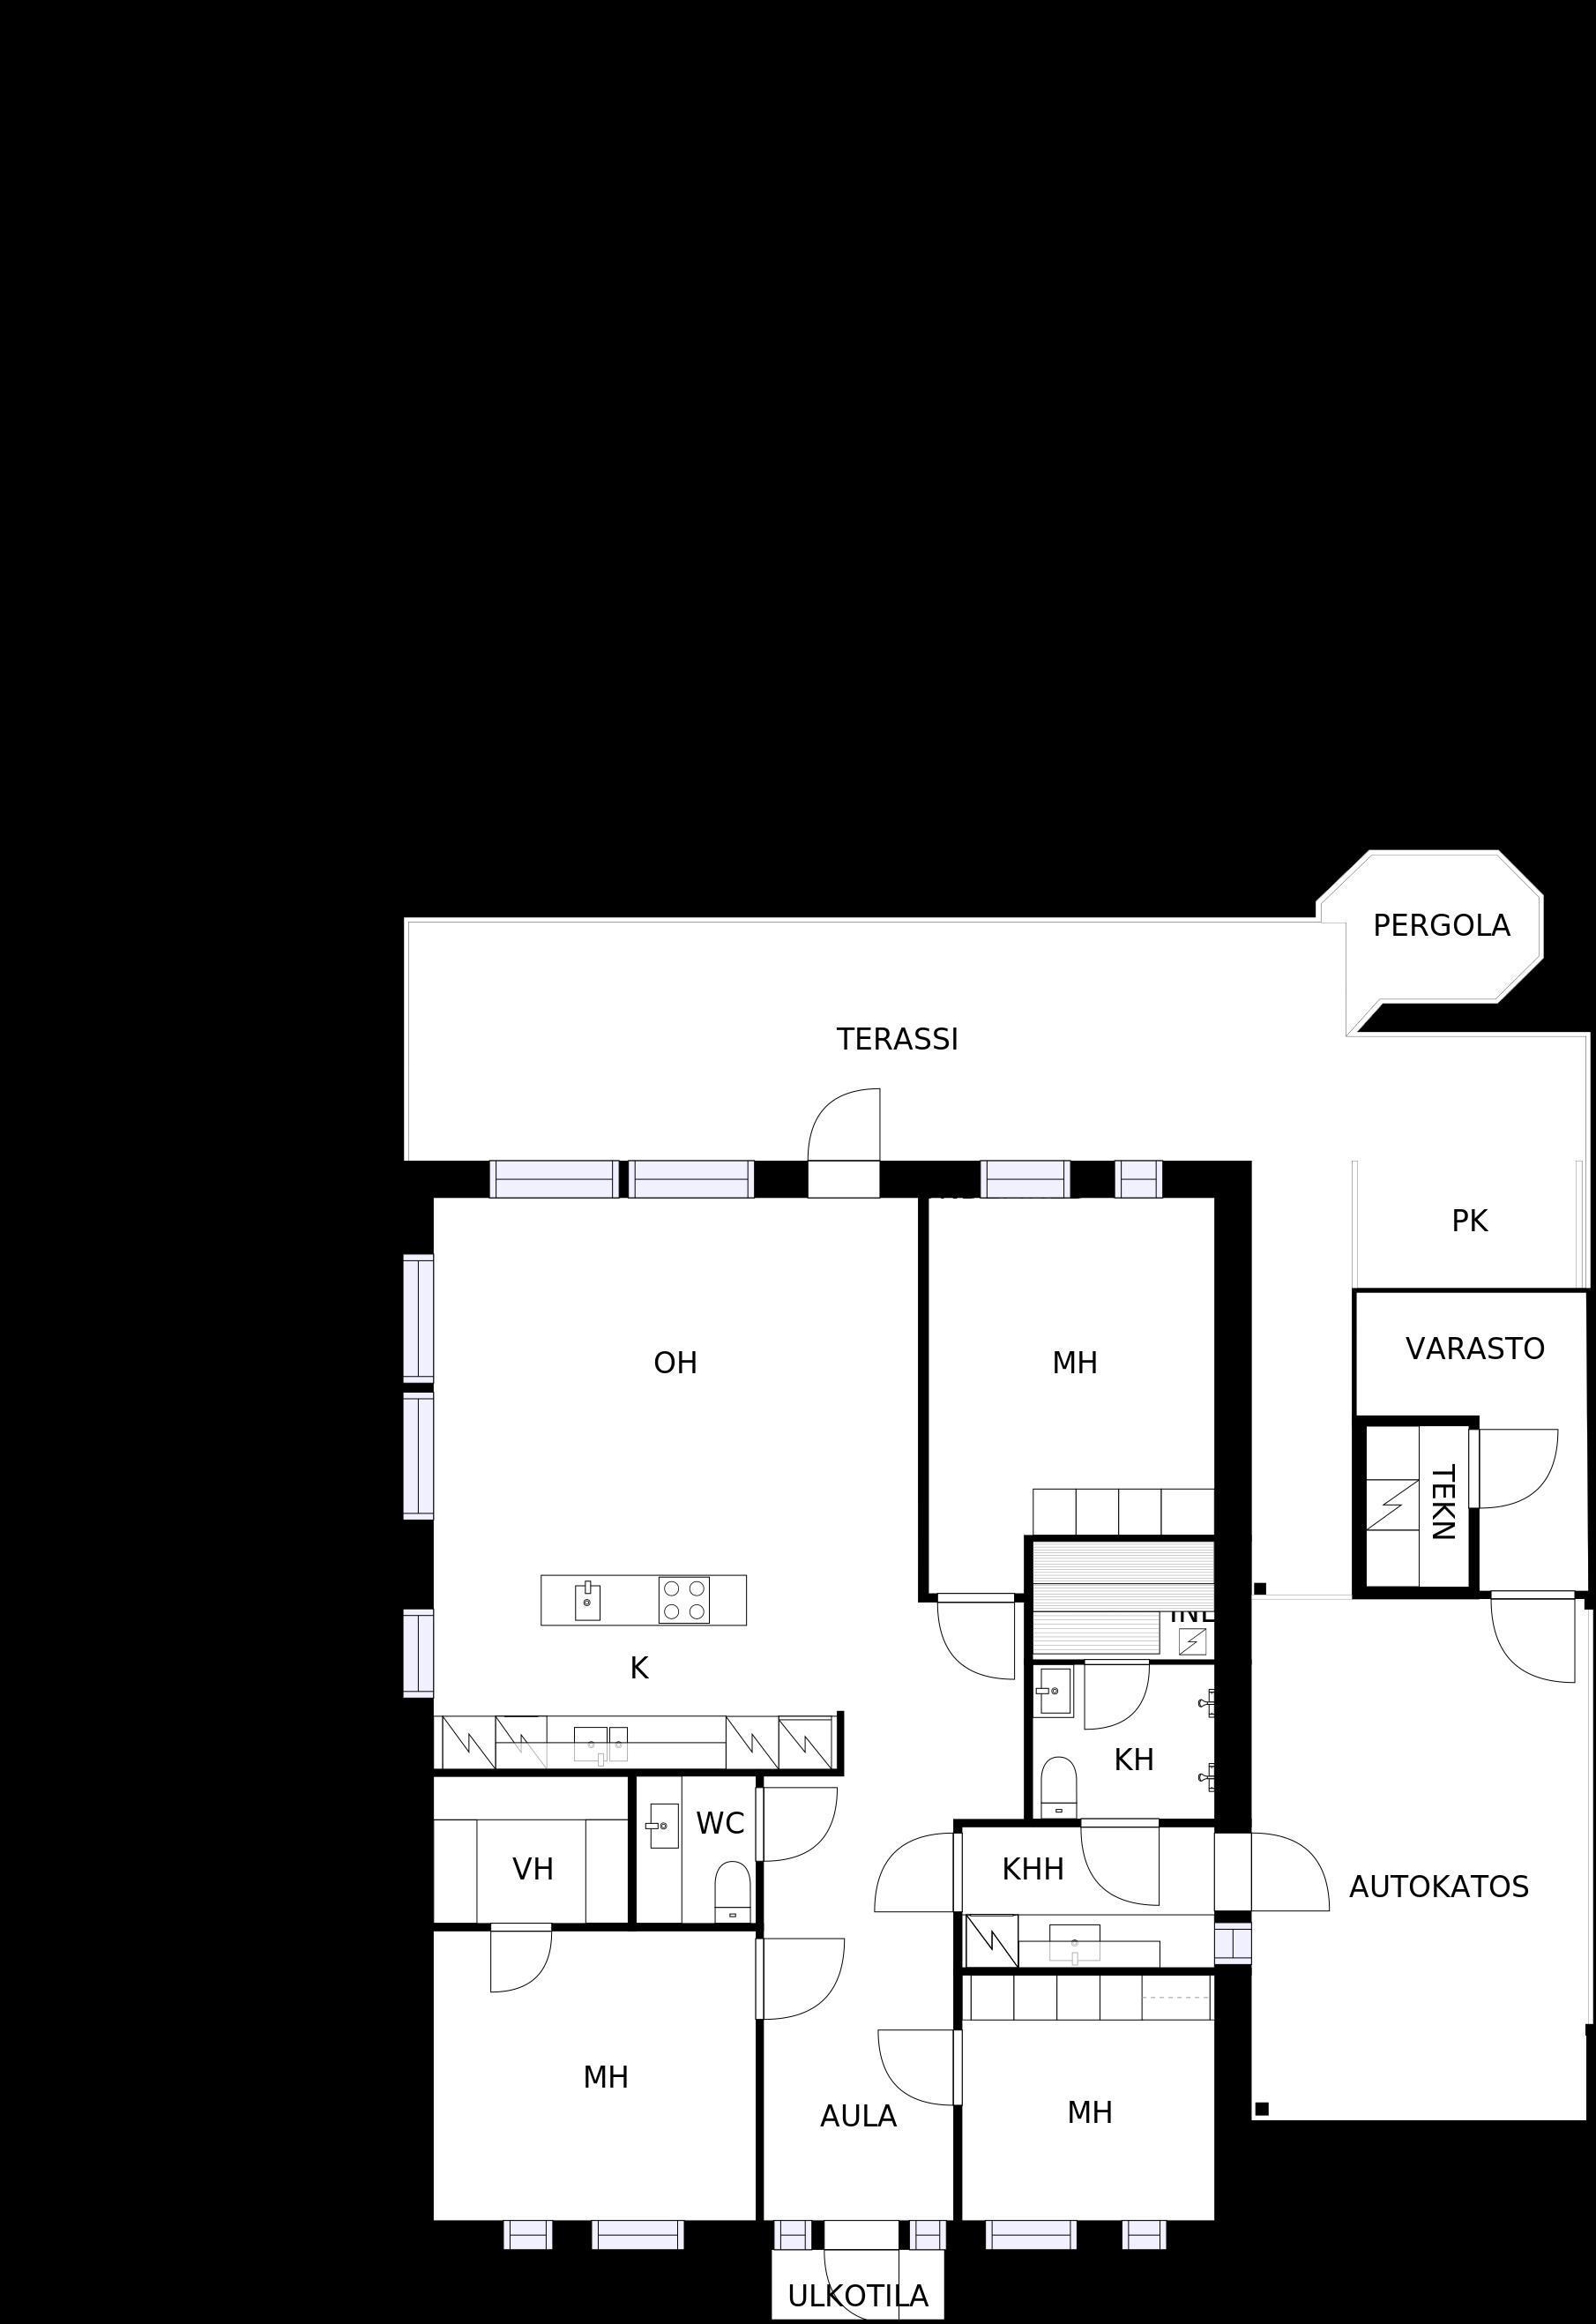 PERGOLA
TERASSI
PK
VARASTO
OH
MH
TEKN
K
KH
WC
VH
KHH
AUTOKATOS
MH
AULA
MH
ULKOTILA